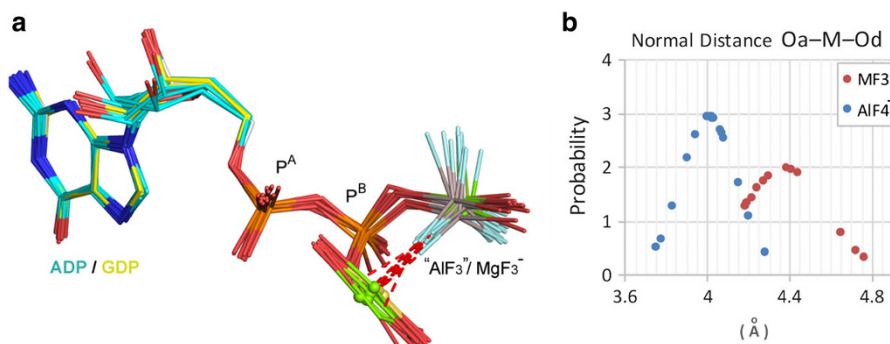 a
P^A
P^B
ADP / GDP
"AlF₃"/ MgF₃⁻
b
Normal Distance Oa–M–Od
4
MF3
AlF4⁻
3
Probability
2
1
0
3.6 4 4.4 4.8
(Å)